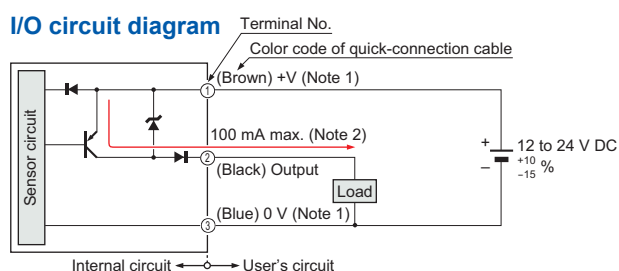 I/O circuit diagram
Terminal No.
Color code of quick-connection cable
1 (Brown) +V (Note 1)
Sensor circuit
100 mA max. (Note 2)
2
(Black) Output
+
–
12 to 24 V DC
+10
–15 %
Load
3 (Blue) 0 V (Note 1)
Internal circuit
User's circuit